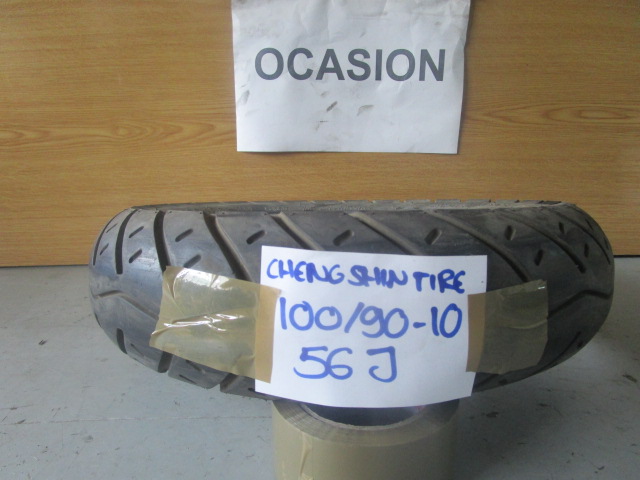 OCASION
CHENG SHIN TIRE
100/90-10
56 J